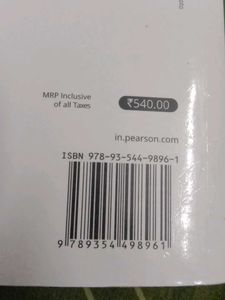 MRP Inclusive
of all Taxes
₹540.00
in.pearson.com
ISBN 978-93-544-9896-1
9 789354 498961